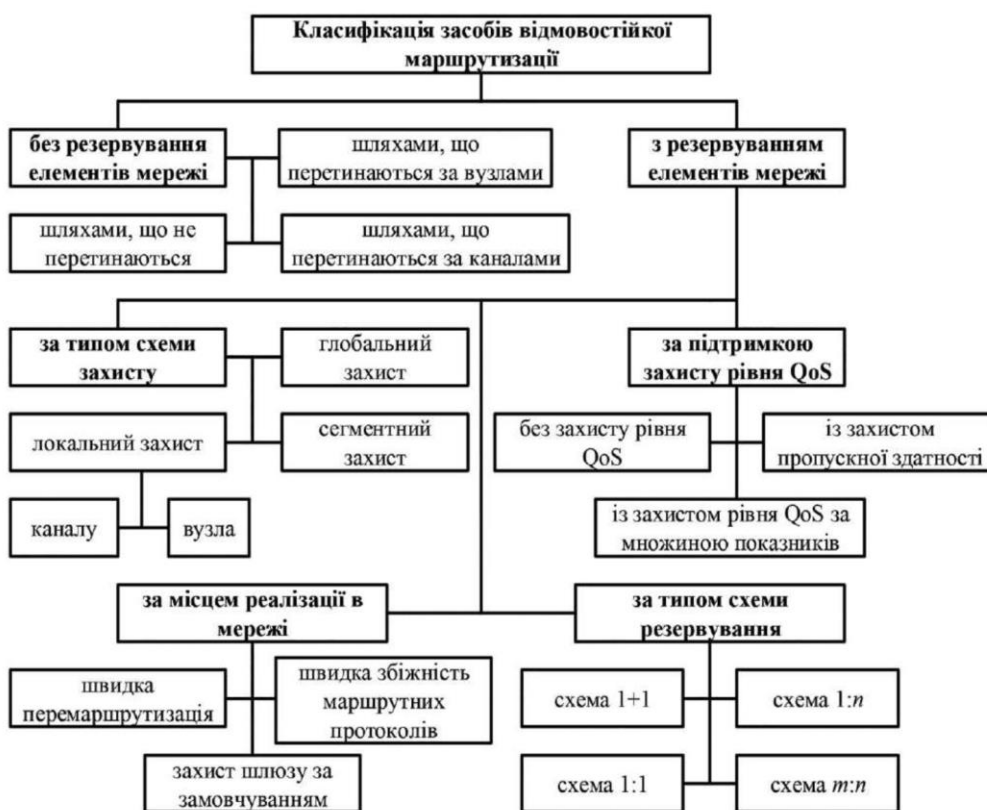 Класифікація засобів відмовостійкої
маршрутизації
без резервування
елементів мережі
шляхами, що
перетинаються за вузлами
з резервуванням
елементів мережі
шляхами, що не
перетинаються
шляхами, що
перетинаються за каналами
за типом схеми
захисту
глобальний
захист
за підтримкою
захисту рівня QoS
локальний захист
сегментний
захист
без захисту рівня
QoS
із захистом
пропускної здатності
каналу
вузла
із захистом рівня QoS за
множиною показників
за місцем реалізації в
мережі
за типом схеми
резервування
швидка
перемаршрутизація
швидка збіжність
маршрутних
протоколів
схема 1+1
схема 1:n
захист шлюзу за
замовчуванням
схема 1:1
схема m:n